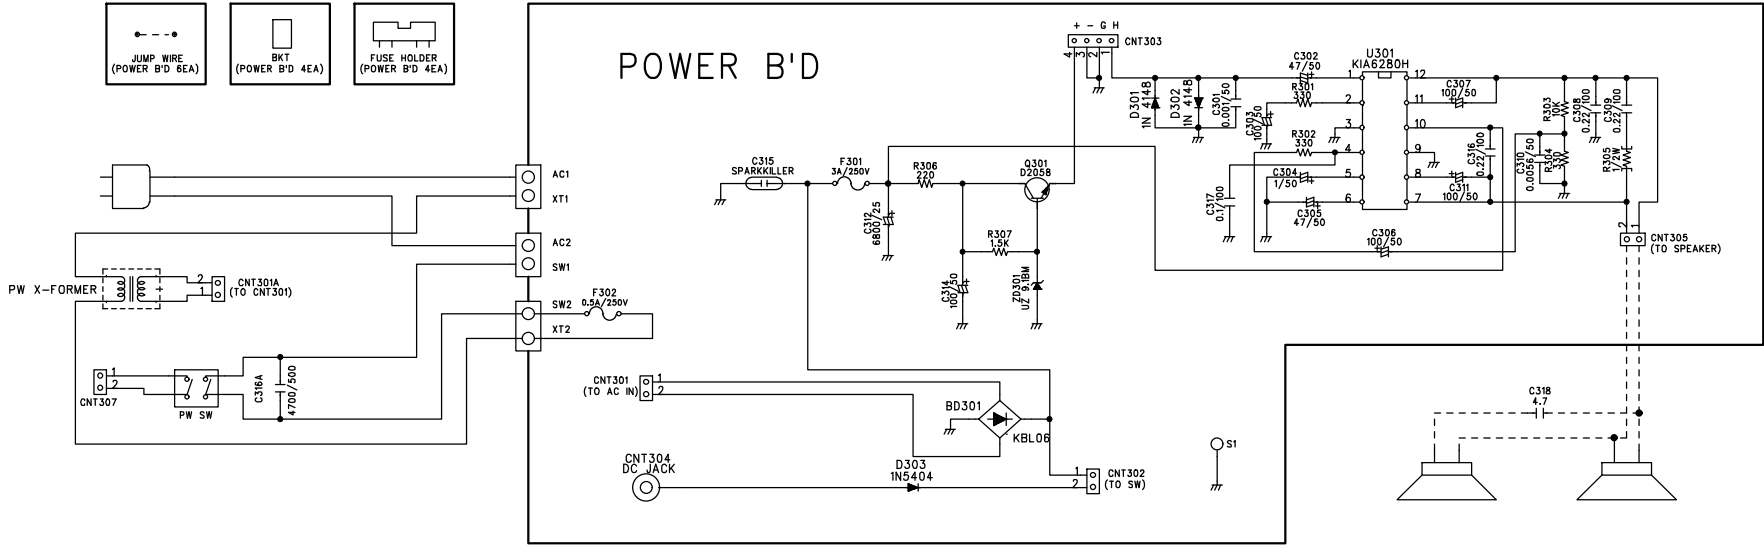 JUMP WIRE
(POWER B'D 6EA)
BKT
(POWER B'D 4EA)
FUSE HOLDER
(POWER B'D 4EA)
POWER B'D
+ - G H
CNT303
4 3 2 1
D301
1N 4148
D302
1N 4148
C301
0.001/50
C302
47/50
R301
330
C303
100/50
R302
330
C304
1/50
C305
47/50
C317
0.1/100
C306
100/50
U301
KIA6280H
1
2
3
4
5
6
12
11
10
9
8
7
C307
100/50
C316
0.22/100
C311
100/50
C310
0.0056/50
R303
10K
R304
330
C308
0.22/100
C309
0.22/100
R305
1/2W
2 1
CNT305
(TO SPEAKER)
AC1
XT1
AC2
SW1
SW2
XT2
C315
SPARKKILLER
F301
3A/250V
R306
220
Q301
D2058
C312
6800/25
R307
1.5K
C314
100/50
ZD301
UZ 9.1BM
F302
0.5A/250V
PW X-FORMER
+
2
1
CNT301A
(TO CNT301)
1
2
CNT307
PW SW
C316A
4700/500
CNT301
(TO AC IN)
1
2
BD301
KBL06
CNT304
DC JACK
D303
1N5404
1
2
CNT302
(TO SW)
S1
C318
4.7